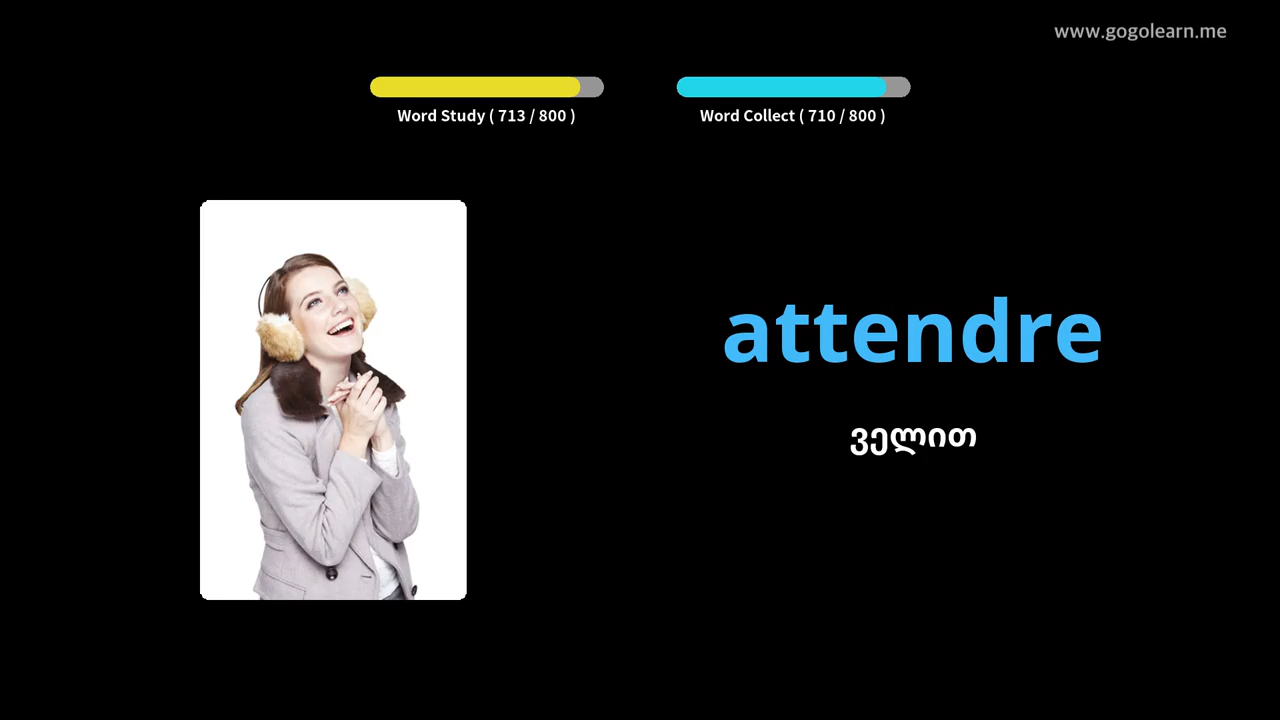 www.gogolearn.me
Word Study ( 713 / 800 )
Word Collect ( 710 / 800 )
attendre
ველით